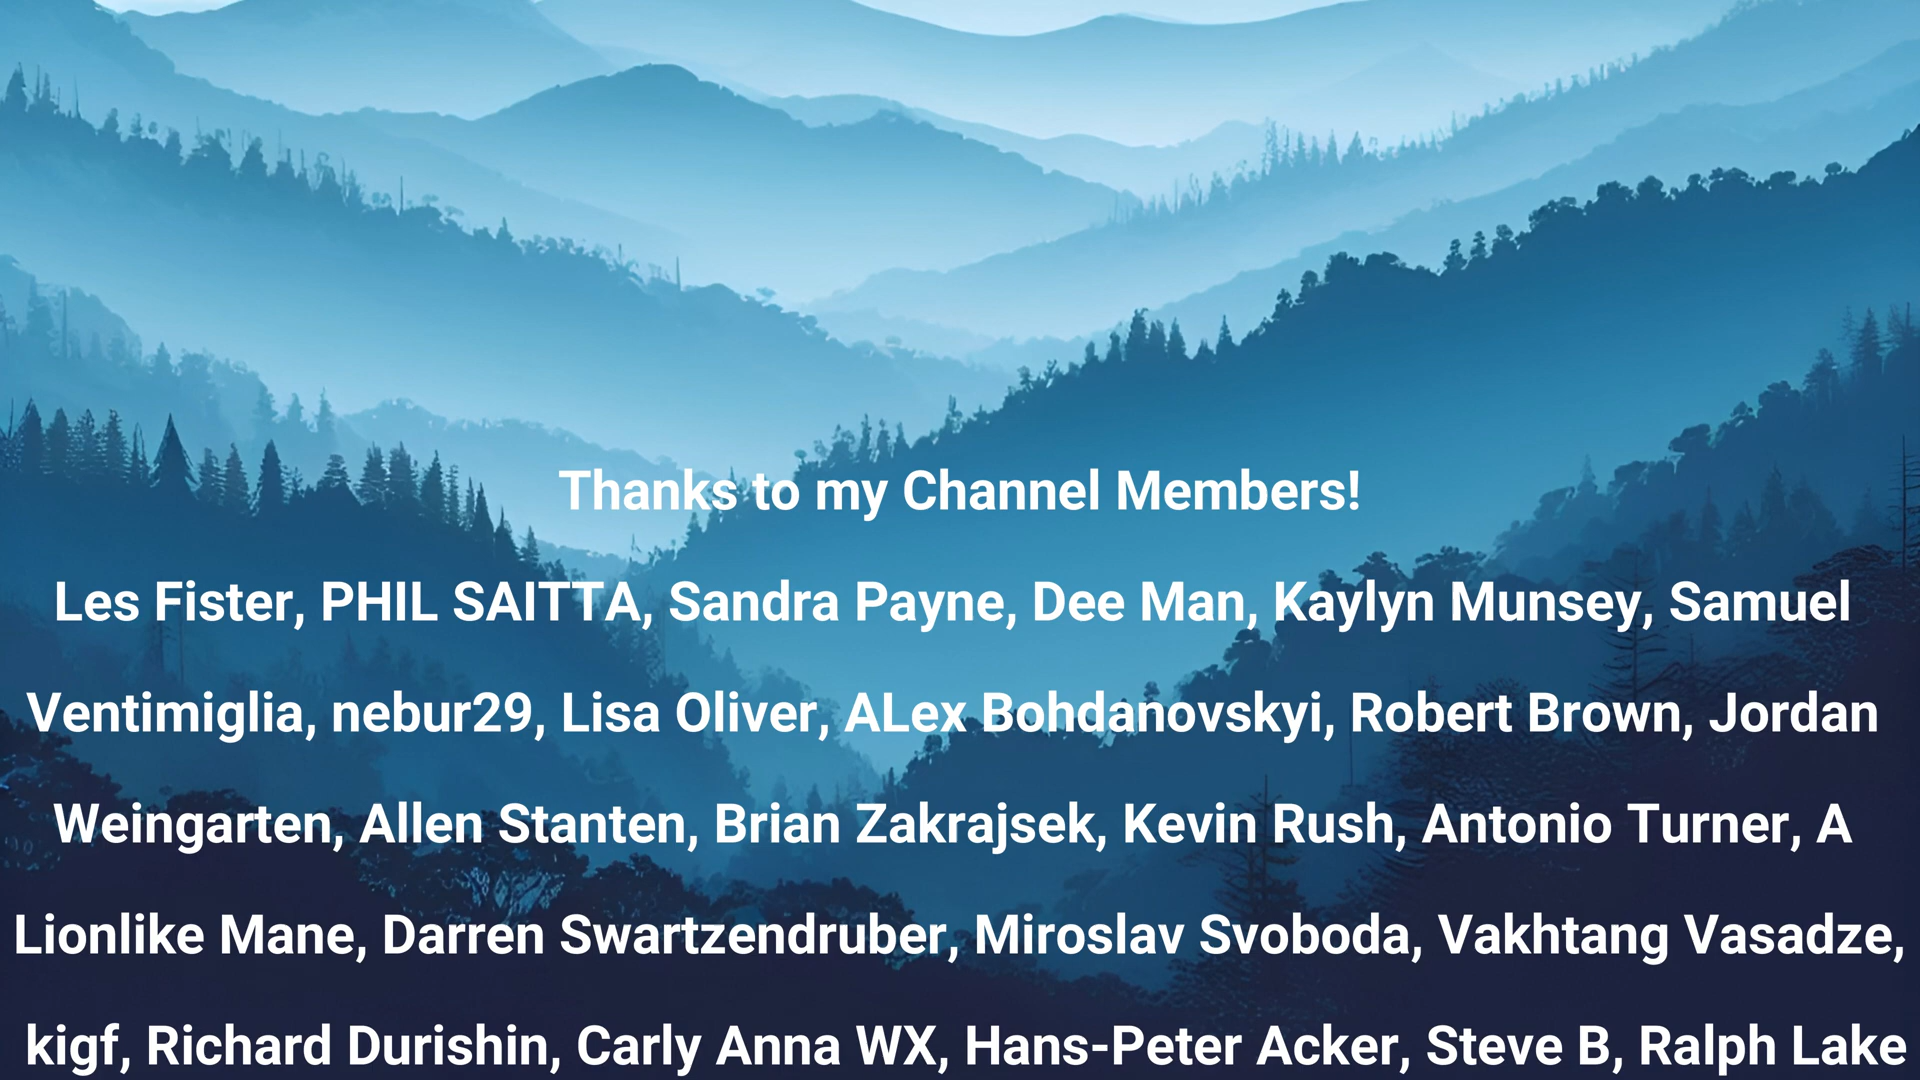 Thanks to my Channel Members!
Les Fister, PHIL SAITTA, Sandra Payne, Dee Man, Kaylyn Munsey, Samuel
Ventimiglia, nebur29, Lisa Oliver, ALex Bohdanovskyi, Robert Brown, Jordan
Weingarten, Allen Stanten, Brian Zakrajsek, Kevin Rush, Antonio Turner, A
Lionlike Mane, Darren Swartzendruber, Miroslav Svoboda, Vakhtang Vasadze,
kigf, Richard Durishin, Carly Anna WX, Hans-Peter Acker, Steve B, Ralph Lake